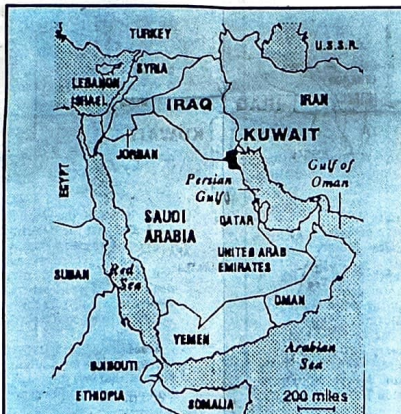 TURKEY
U.S.S.R.
SYRIA
LEBANON
ISRAEL
IRAQ
IRAN
KUWAIT
JORDAN
Persian
Gulf
Gulf of
Oman
EGYPT
SAUDI
ARABIA
QATAR
UNITED ARAB
EMIRATES
SUDAN
Red
Sea
OMAN
YEMEN
Arabian
Sea
DJIBOUTI
ETHIOPIA
SOMALIA
200 miles